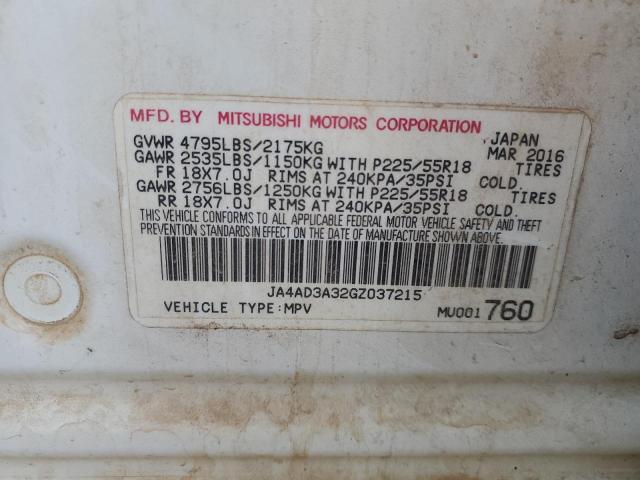 MFD. BY MITSUBISHI MOTORS CORPORATION
GVWR 4795LBS/2175KG JAPAN
GAWR 2535LBS/1150KG WITH P225/55R18 MAR 2016
FR 18X7.0J RIMS AT 240KPA/35PSI COLD. TIRES
GAWR 2756LBS/1250KG WITH P225/55R18 TIRES
RR 18X7.0J RIMS AT 240KPA/35PSI COLD.
THIS VEHICLE CONFORMS TO ALL APPLICABLE FEDERAL MOTOR VEHICLE SAFETY AND THEFT
PREVENTION STANDARDS IN EFFECT ON THE DATE OF MANUFACTURE SHOWN ABOVE.
JA4AD3A32GZ037215
VEHICLE TYPE:MPV MU001 760